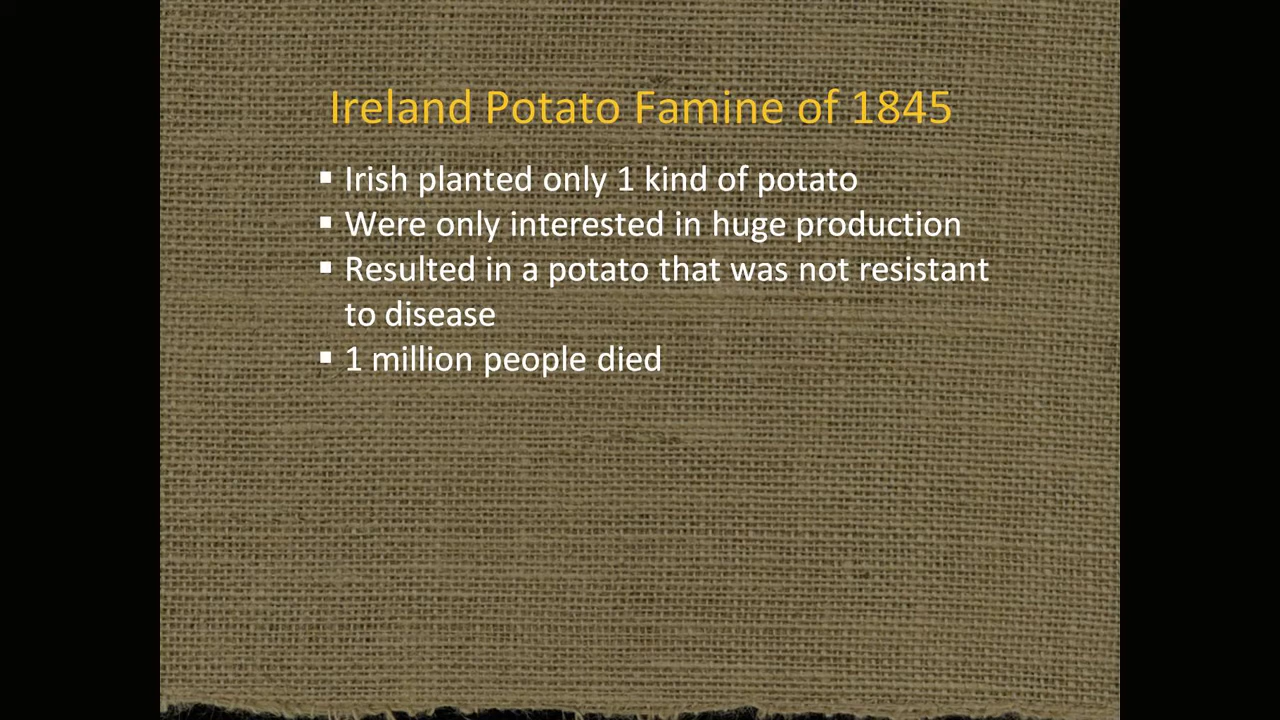 Ireland Potato Famine of 1845
▪ Irish planted only 1 kind of potato
▪ Were only interested in huge production
▪ Resulted in a potato that was not resistant
to disease
▪ 1 million people died